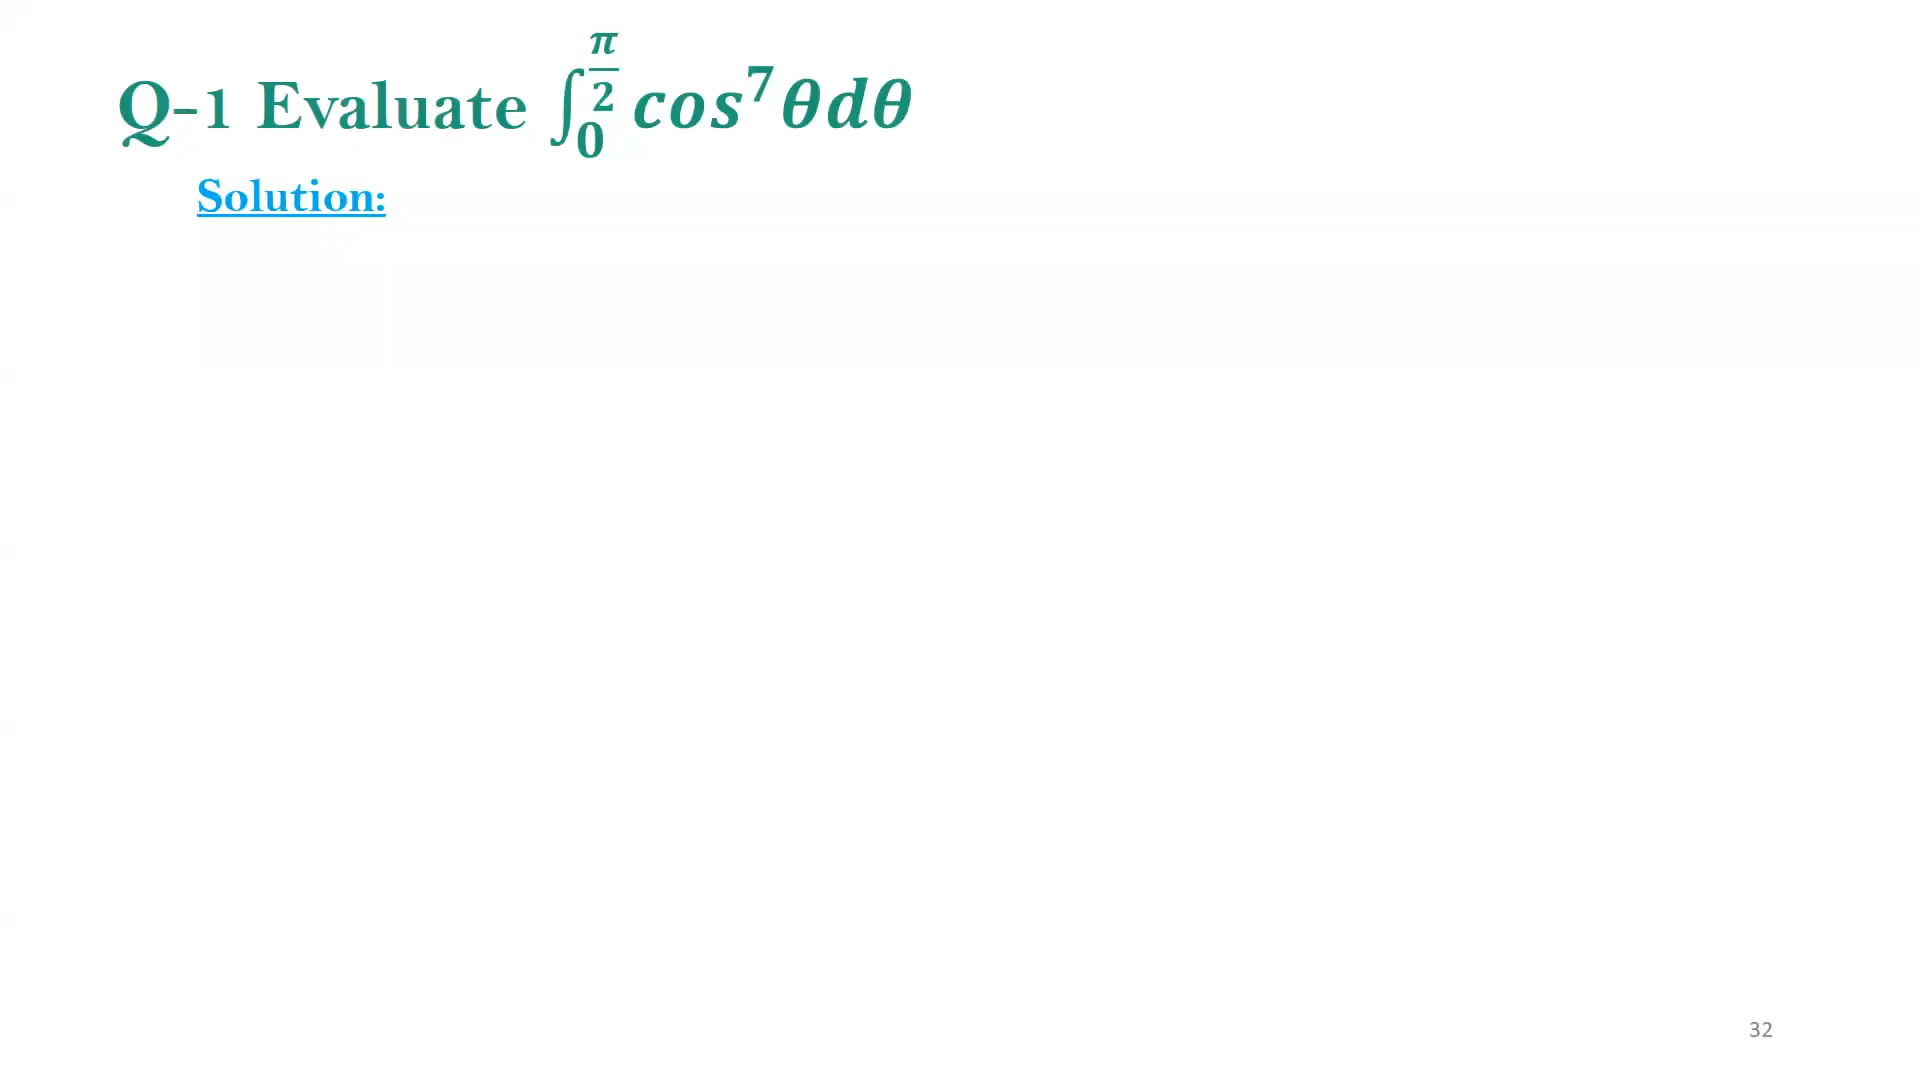 Q-1 Evaluate ∫₀^(π/2) cos⁷θdθ
Solution:
32